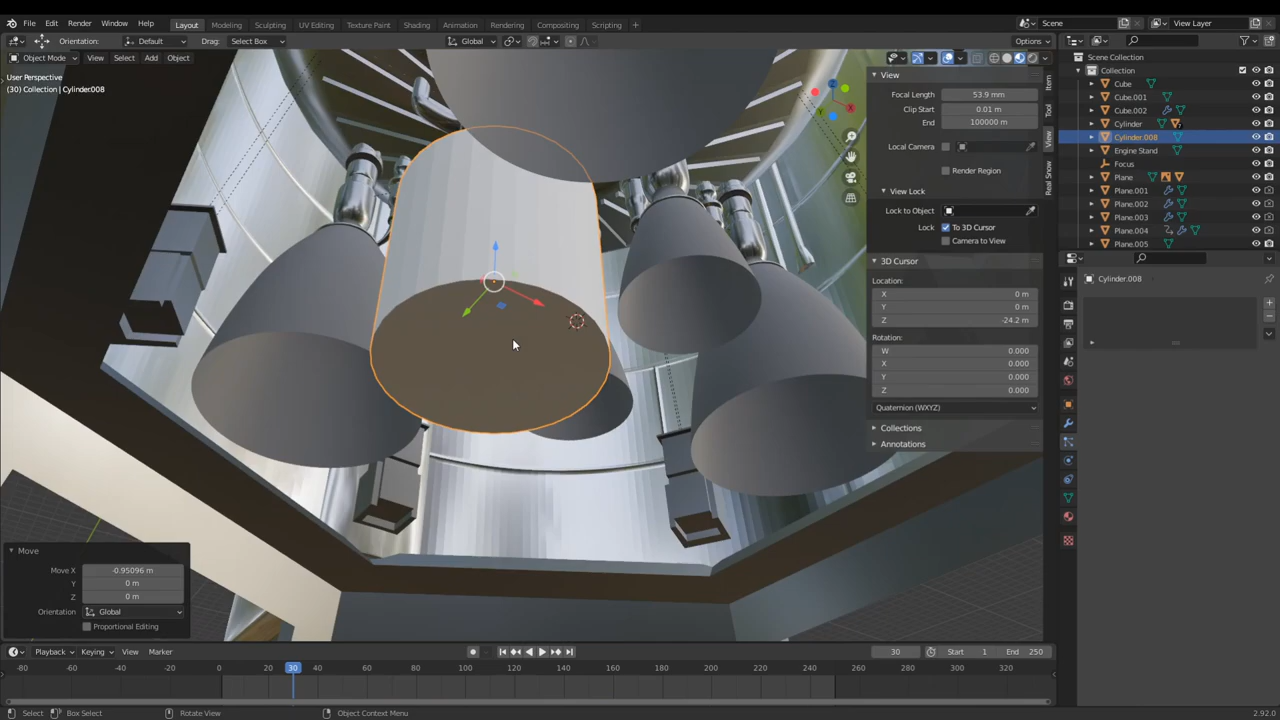 File Edit Render Window Help Layout Modeling Sculpting UV Editing Texture Paint Shading Animation Rendering Compositing Scripting + Scene View Layer
Orientation: Default Drag: Select Box Global Options
Object Mode View Select Add Object
User Perspective
(30) Collection | Cylinder.008
View
Focal Length 53.9 mm
Clip Start 0.01 m
End 100000 m
Local Camera
Render Region
View Lock
Lock to Object
Lock To 3D Cursor
Camera to View
3D Cursor
Location:
X 0 m
Y 0 m
Z -24.2 m
Rotation:
W 0.000
X 0.000
Y 0.000
Z 0.000
Quaternion (WXYZ)
Collections
Annotations
Item
Tool
View
Real Snow
Scene Collection
Collection
Cube
Cube.001
Cube.002
Cylinder
Cylinder.008
Engine Stand
Focus
Plane
Plane.001
Plane.002
Plane.003
Plane.004
Plane.005
Cylinder.008
Move
Move X -0.95096 m
Y 0 m
Z 0 m
Orientation Global
Proportional Editing
Playback Keying View Marker 30 Start 1 End 250
-80 -60 -40 -20 0 20 30 40 60 80 100 120 140 160 180 200 220 240 260 280 300 320
Select Box Select Rotate View Object Context Menu 2.92.0